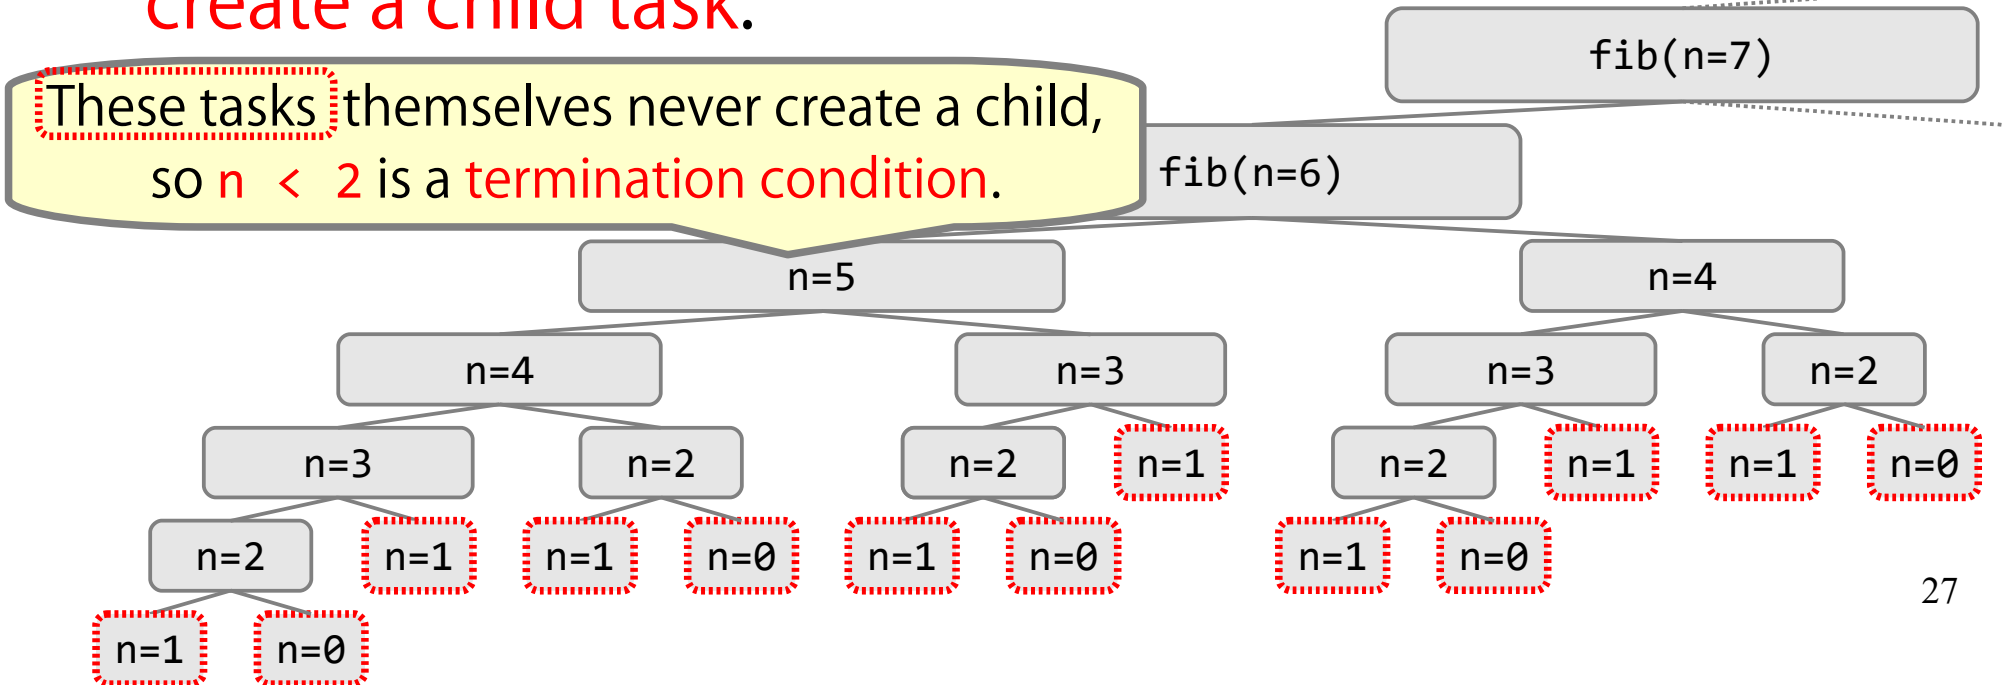 create a child task.
fib(n=7)
These tasks themselves never create a child,
so n < 2 is a termination condition.
fib(n=6)
n=5
n=4
n=4
n=3
n=3
n=2
n=3
n=2
n=2
n=1
n=2
n=1
n=1
n=0
n=2
n=1
n=1
n=0
n=1
n=0
n=1
n=0
27
n=1
n=0